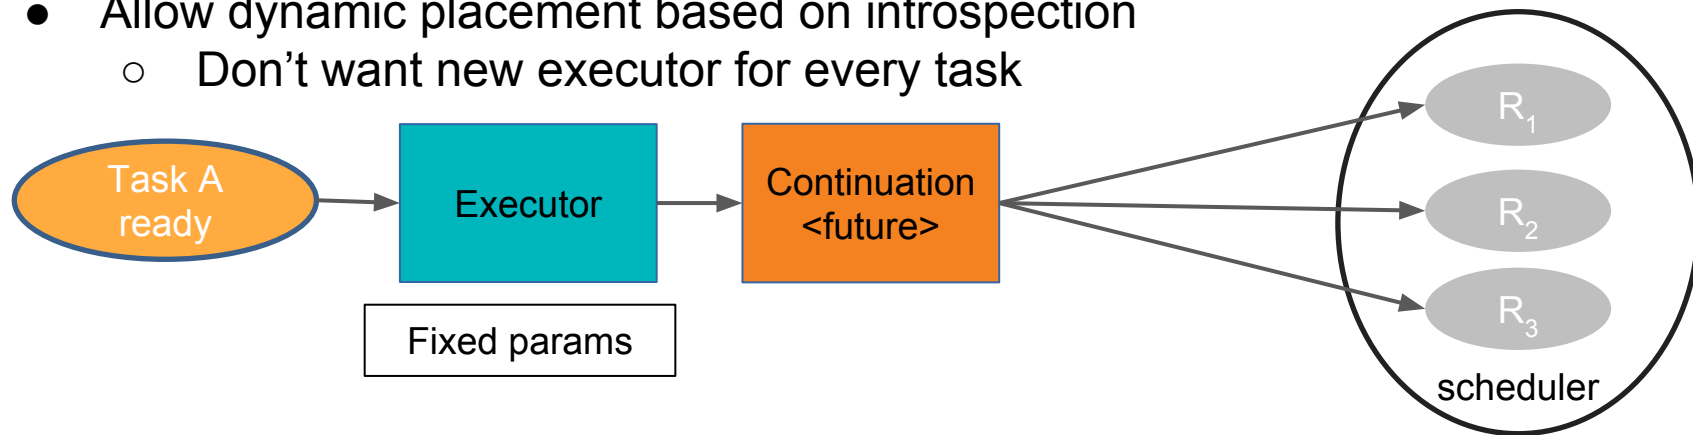 ● Allow dynamic placement based on introspection
○ Don't want new executor for every task
Task A
ready
Executor
Continuation
<future>
Fixed params
R1
R2
R3
scheduler